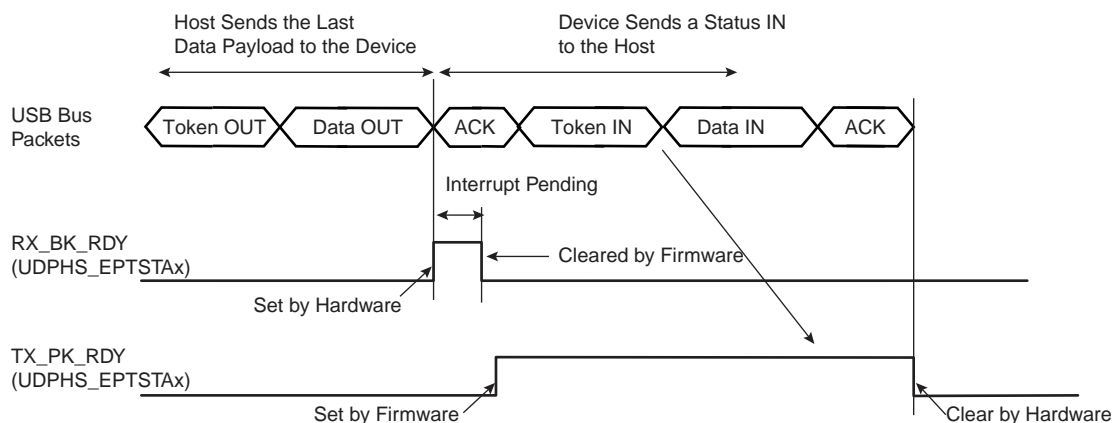 Host Sends the Last
Data Payload to the Device
Device Sends a Status IN
to the Host
USB Bus
Packets
Token OUT
Data OUT
ACK
Token IN
Data IN
ACK
Interrupt Pending
RX_BK_RDY
(UDPHS_EPTSTAx)
Set by Hardware
Cleared by Firmware
TX_PK_RDY
(UDPHS_EPTSTAx)
Set by Firmware
Clear by Hardware